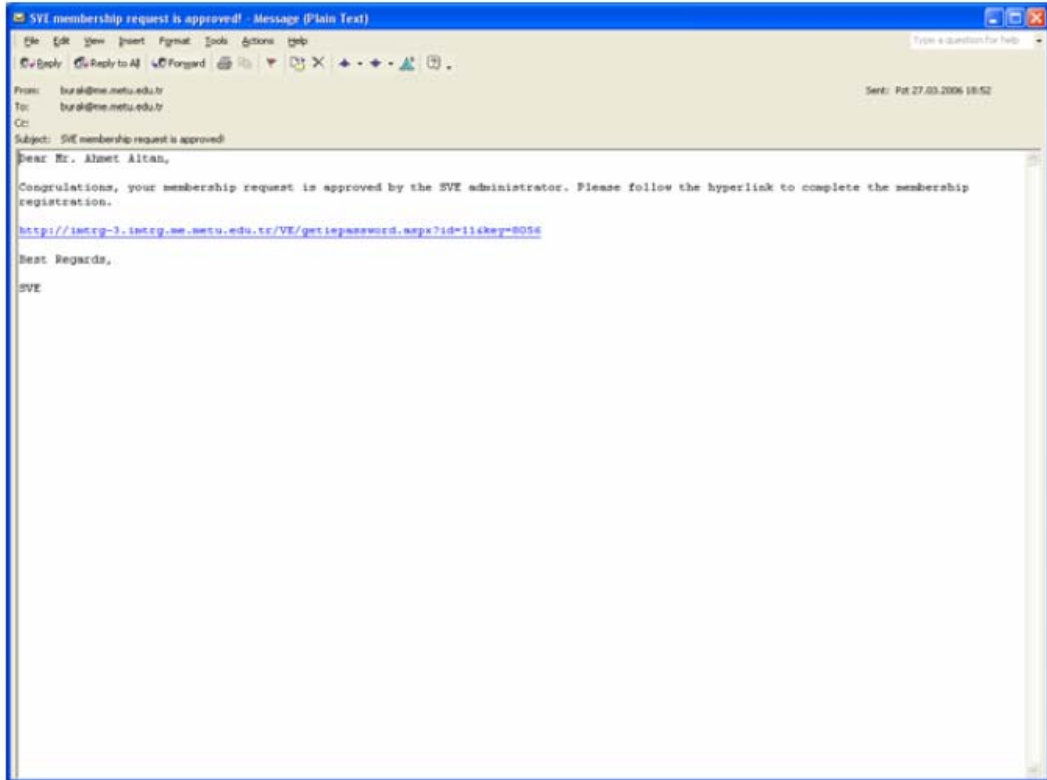 SVE membership request is approved! - Message (Plain Text)
File Edit View Insert Format Tools Actions Help
Type a question for help
Reply Reply to All Forward
From: burak@me.metu.edu.tr
Sent: Pzt 27.03.2006 18:52
To: burak@me.metu.edu.tr
Cc:
Subject: SVE membership request is approved!
Dear Mr. Ahmet Altan,
Congrulations, your membership request is approved by the SVE administrator. Please follow the hyperlink to complete the membership
registration.
http://imtrg-3.imtrg.me.metu.edu.tr/VE/getiepassword.aspx?id=11&key=8056
Best Regards,
SVE